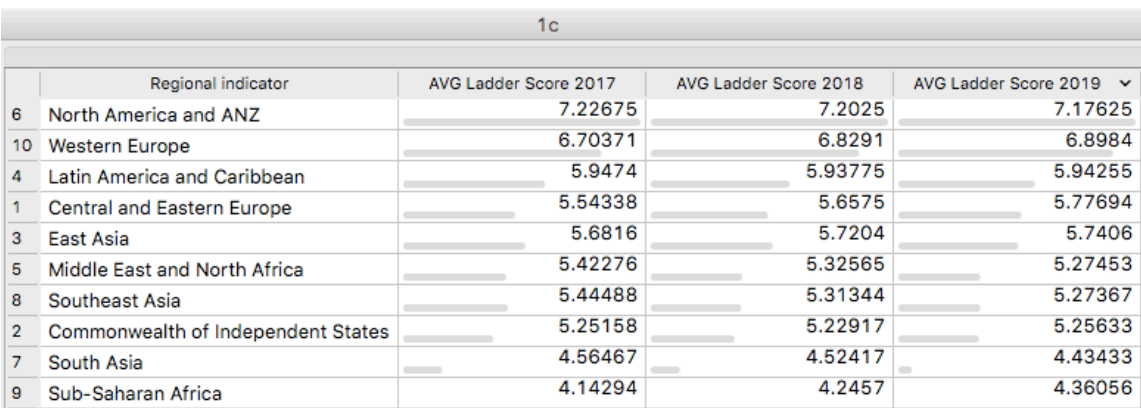 1c
Regional indicator AVG Ladder Score 2017 AVG Ladder Score 2018 AVG Ladder Score 2019
6 North America and ANZ 7.22675 7.2025 7.17625
10 Western Europe 6.70371 6.8291 6.8984
4 Latin America and Caribbean 5.9474 5.93775 5.94255
1 Central and Eastern Europe 5.54338 5.6575 5.77694
3 East Asia 5.6816 5.7204 5.7406
5 Middle East and North Africa 5.42276 5.32565 5.27453
8 Southeast Asia 5.44488 5.31344 5.27367
2 Commonwealth of Independent States 5.25158 5.22917 5.25633
7 South Asia 4.56467 4.52417 4.43433
9 Sub-Saharan Africa 4.14294 4.2457 4.36056